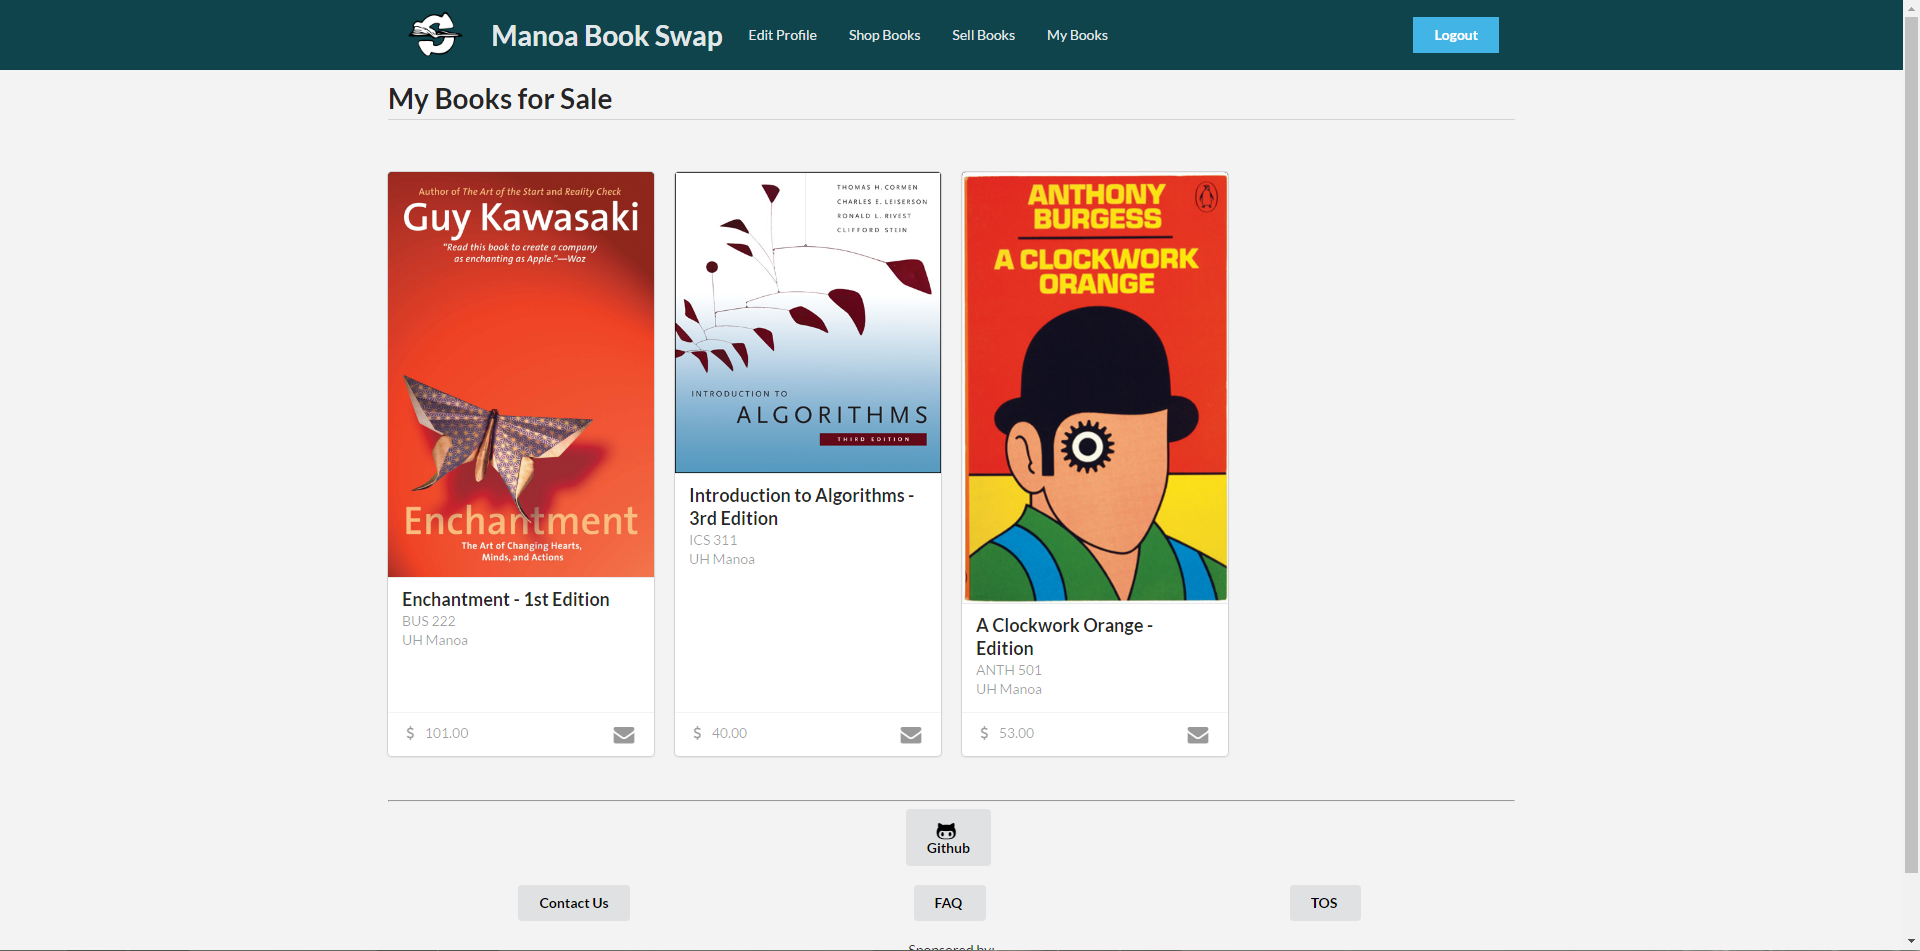 Manoa Book Swap
Edit Profile
Shop Books
Sell Books
My Books
Logout
My Books for Sale
Author of The Art of the Start and Reality Check
Guy Kawasaki
“Read this book to create a company
as enchanting as Apple.”—Woz
Enchantment
The Art of Changing Hearts,
Minds, and Actions
Enchantment - 1st Edition
BUS 222
UH Manoa
$ 101.00
THOMAS H. CORMEN
CHARLES E. LEISERSON
RONALD L. RIVEST
CLIFFORD STEIN
INTRODUCTION TO
ALGORITHMS
THIRD EDITION
Introduction to Algorithms -
3rd Edition
ICS 311
UH Manoa
$ 40.00
ANTHONY
BURGESS
A CLOCKWORK
ORANGE
A Clockwork Orange -
Edition
ANTH 501
UH Manoa
$ 53.00
Github
Contact Us
FAQ
TOS
Sponsored by: